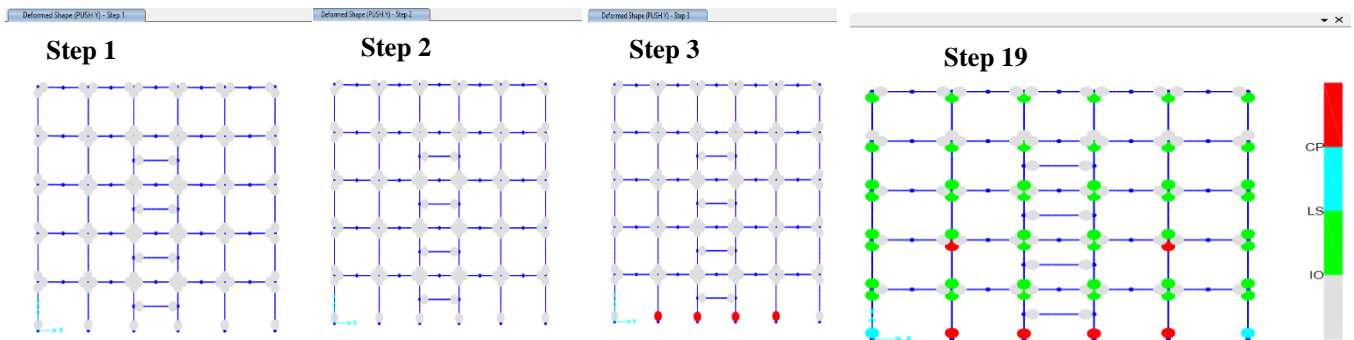 Deformed Shape (PUSH Y) - Step 1
Deformed Shape (PUSH Y) - Step 2
Deformed Shape (PUSH Y) - Step 3
Step 1
Step 2
Step 3
Step 19
CP
LS
IO
X
X
X